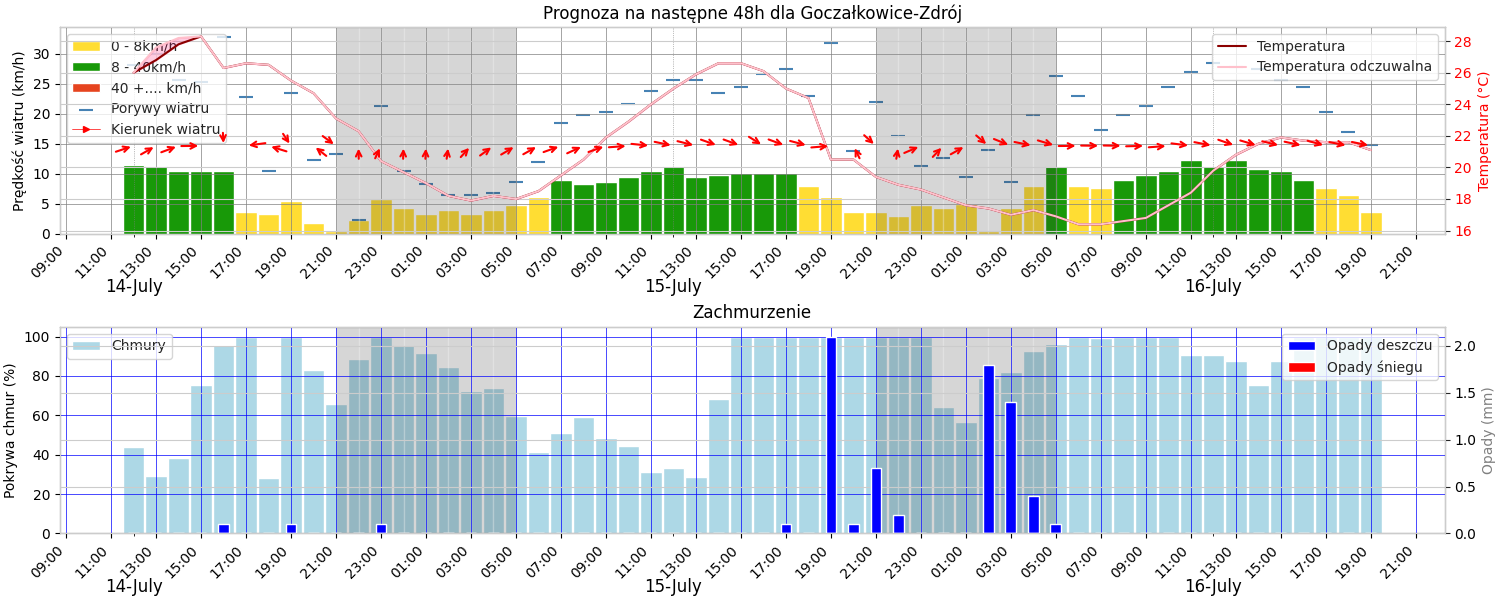 Prognoza na następne 48h dla Goczałkowice-Zdrój
Prędkość wiatru (km/h)
30
25
20
15
10
5
0
0 - 8km/h
8 - 40km/h
40 +.... km/h
Porywy wiatru
Kierunek wiatru
Temperatura
Temperatura odczuwalna
28
26
24
22
20
18
16
Temperatura (°C)
09:00 11:00 13:00 15:00 17:00 19:00 21:00 23:00 01:00 03:00 05:00 07:00 09:00 11:00 13:00 15:00 17:00 19:00 21:00 23:00 01:00 03:00 05:00 07:00 09:00 11:00 13:00 15:00 17:00 19:00 21:00
14-July 15-July 16-July
Zachmurzenie
Pokrywa chmur (%)
100
80
60
40
20
0
Chmury
Opady deszczu
Opady śniegu
2.0
1.5
1.0
0.5
0.0
Opady (mm)
09:00 11:00 13:00 15:00 17:00 19:00 21:00 23:00 01:00 03:00 05:00 07:00 09:00 11:00 13:00 15:00 17:00 19:00 21:00 23:00 01:00 03:00 05:00 07:00 09:00 11:00 13:00 15:00 17:00 19:00 21:00
14-July 15-July 16-July